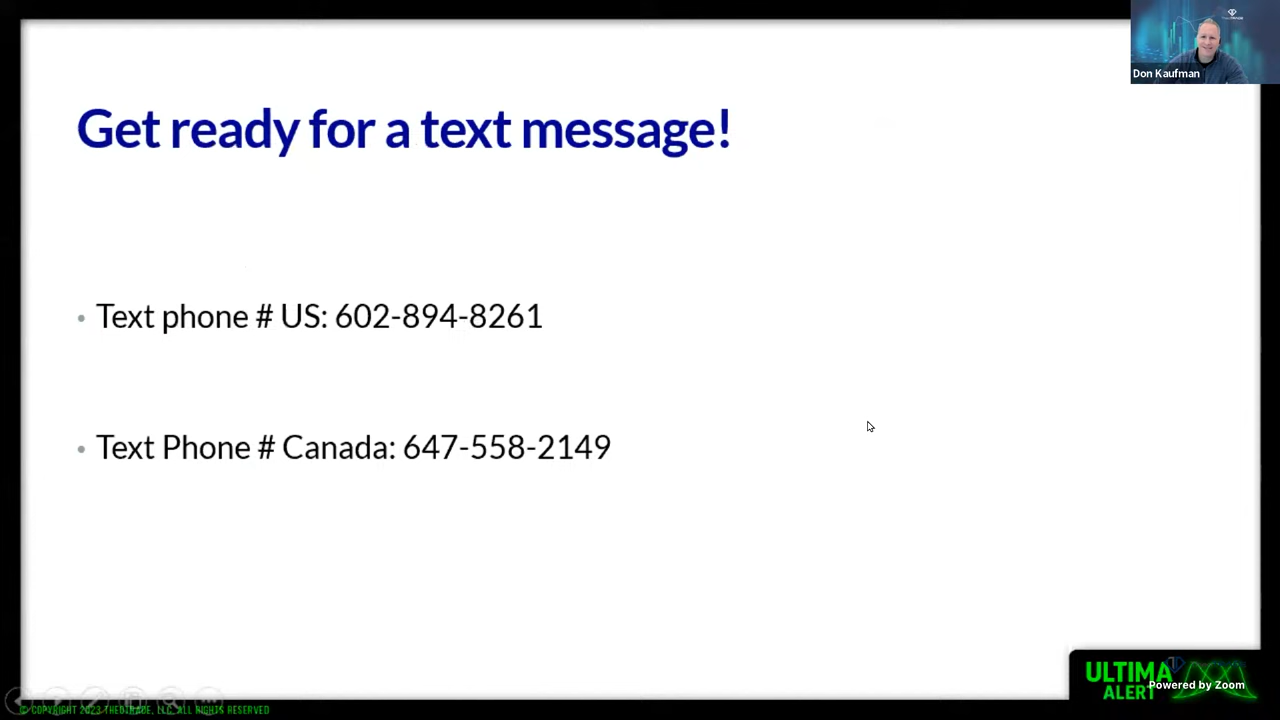 Don Kaufman
Get ready for a text message!
• Text phone # US: 602-894-8261
• Text Phone # Canada: 647-558-2149
ULTIMA
ALERT
Powered by Zoom
© COPYRIGHT 2023 THEOTRADE, LLC. ALL RIGHTS RESERVED